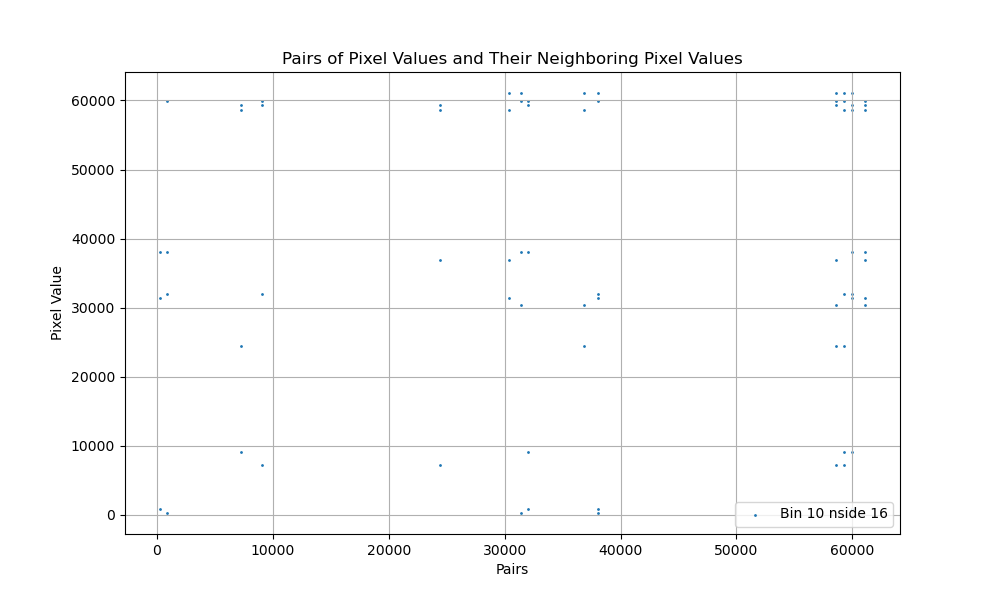 Pairs of Pixel Values and Their Neighboring Pixel Values
60000
50000
40000
30000
20000
10000
0
Pixel Value
Bin 10 nside 16
0 10000 20000 30000 40000 50000 60000
Pairs